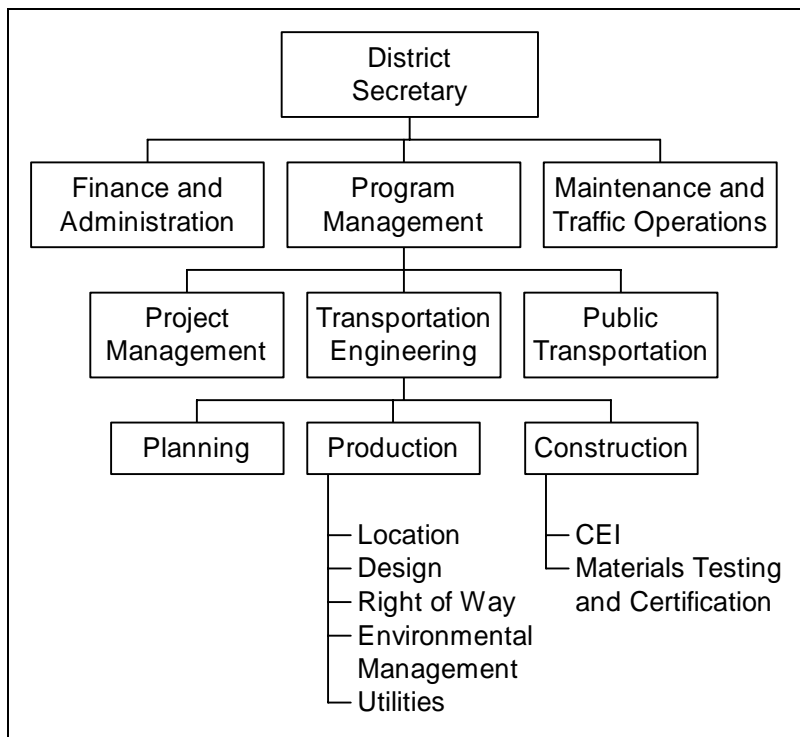 District
Secretary
Finance and
Administration
Program
Management
Maintenance and
Traffic Operations
Project
Management
Transportation
Engineering
Public
Transportation
Planning
Production
Construction
Location
Design
Right of Way
Environmental
Management
Utilities
CEI
Materials Testing
and Certification